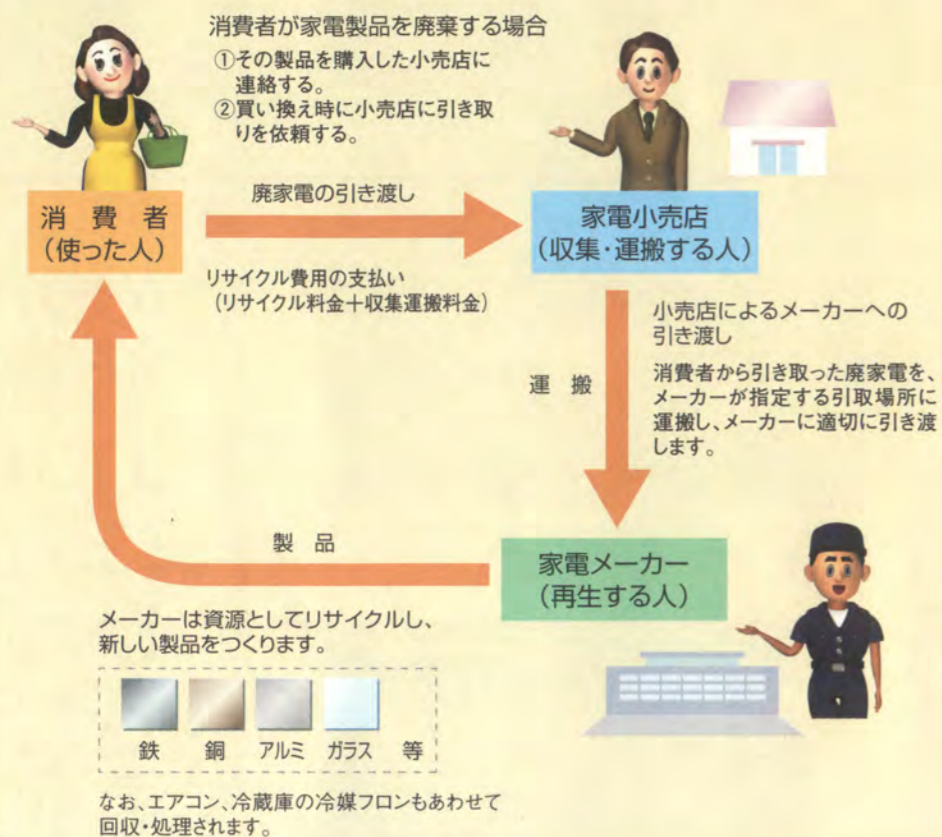 消費者が家電製品を廃棄する場合
①その製品を購入した小売店に
連絡する。
②買い換え時に小売店に引き取
りを依頼する。
消費者
(使った人)
廃家電の引き渡し
リサイクル費用の支払い
(リサイクル料金+収集運搬料金)
家電小売店
(収集・運搬する人)
運搬
小売店によるメーカーへの
引き渡し
消費者から引き取った廃家電を、
メーカーが指定する引取場所に
運搬し、メーカーに適切に引き渡
します。
家電メーカー
(再生する人)
製品
メーカーは資源としてリサイクルし、
新しい製品をつくります。
鉄 銅 アルミ ガラス 等
なお、エアコン、冷蔵庫の冷媒フロンもあわせて
回収・処理されます。